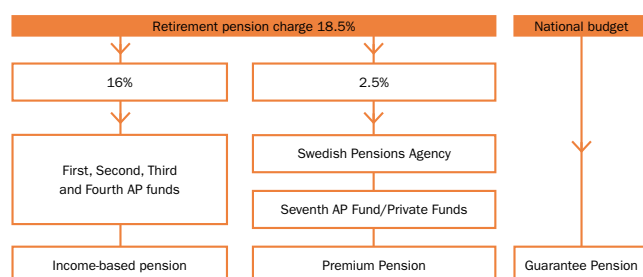 Retirement pension charge 18.5%
National budget
16%
2.5%
First, Second, Third
and Fourth AP funds
Swedish Pensions Agency
Seventh AP Fund/Private Funds
Income-based pension
Premium Pension
Guarantee Pension